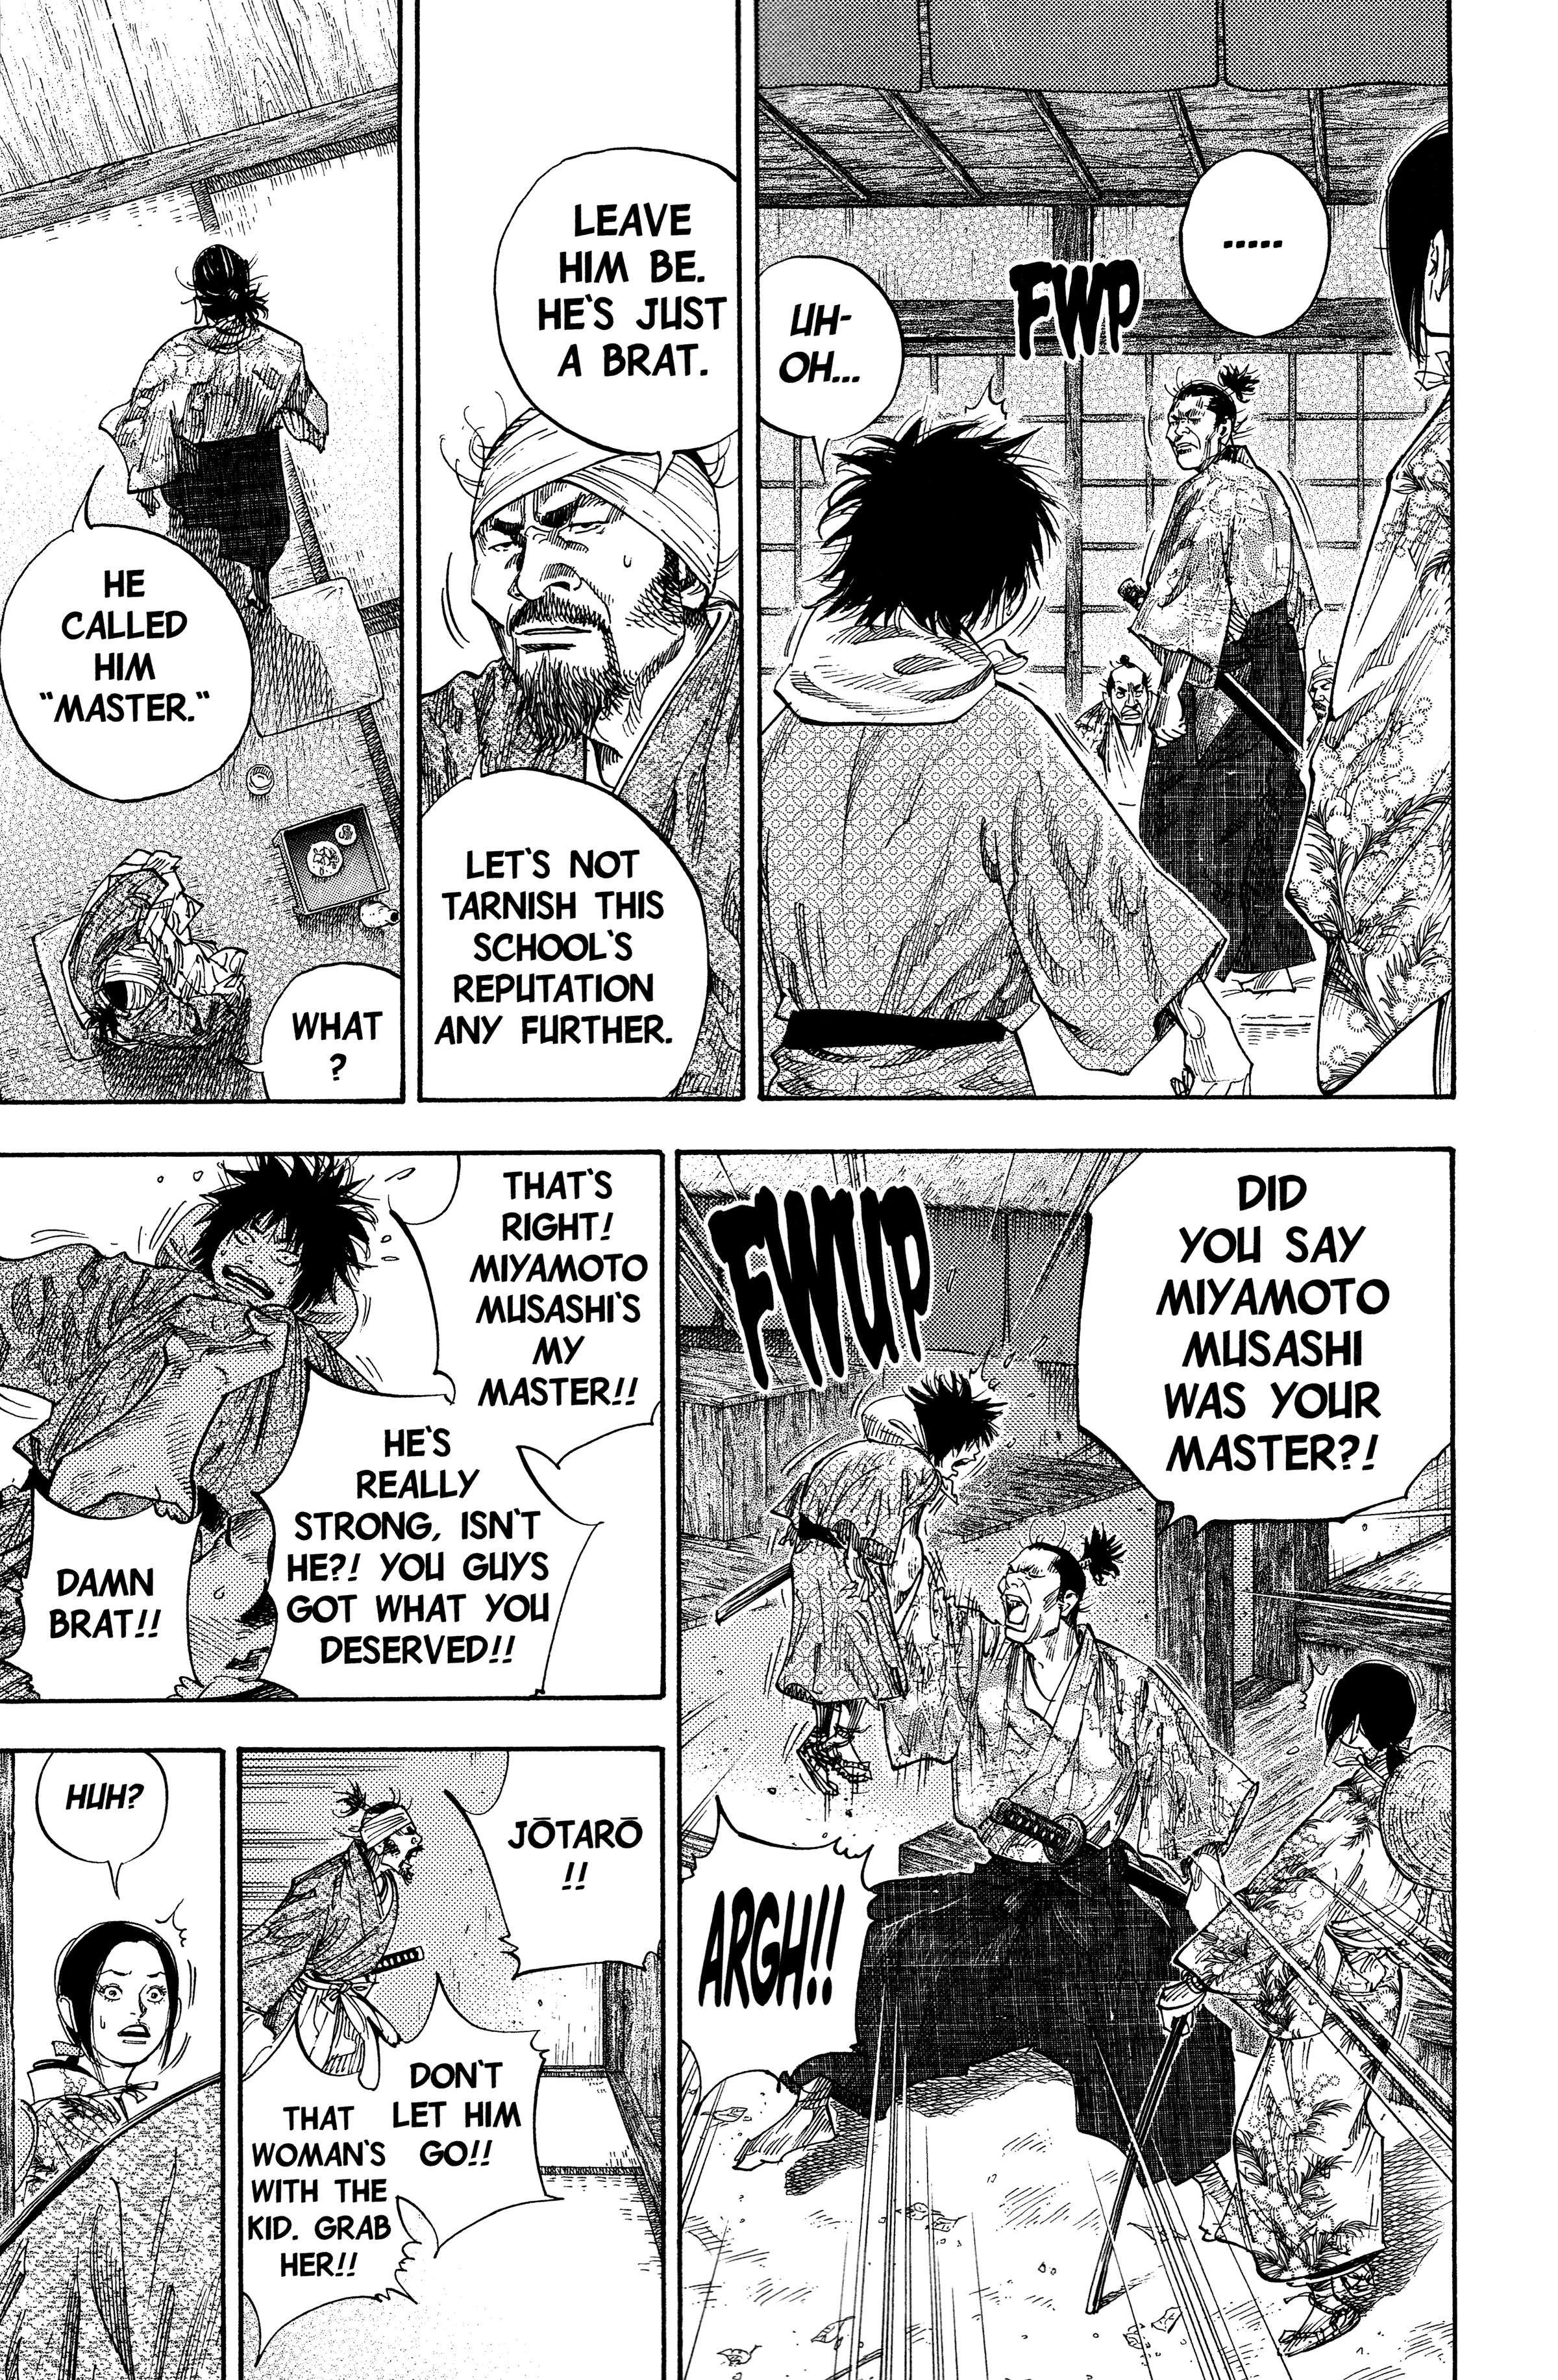 .....
FWP
UH-
OH...
LEAVE
HIM BE.
HE'S JUST
A BRAT.
LET'S NOT
TARNISH THIS
SCHOOL'S
REPUTATION
ANY FURTHER.
HE
CALLED
HIM
"MASTER."
WHAT
?
DID
YOU SAY
MIYAMOTO
MUSASHI
WAS YOUR
MASTER?!
FWUP
ARGH!!
THAT'S
RIGHT!
MIYAMOTO
MUSASHI'S
MY
MASTER!!
HE'S
REALLY
STRONG, ISN'T
HE?! YOU GUYS
GOT WHAT YOU
DESERVED!!
DAMN
BRAT!!
JŌTARŌ
!!
DON'T
LET HIM
GO!!
THAT
WOMAN'S
WITH THE
KID. GRAB
HER!!
HUH?